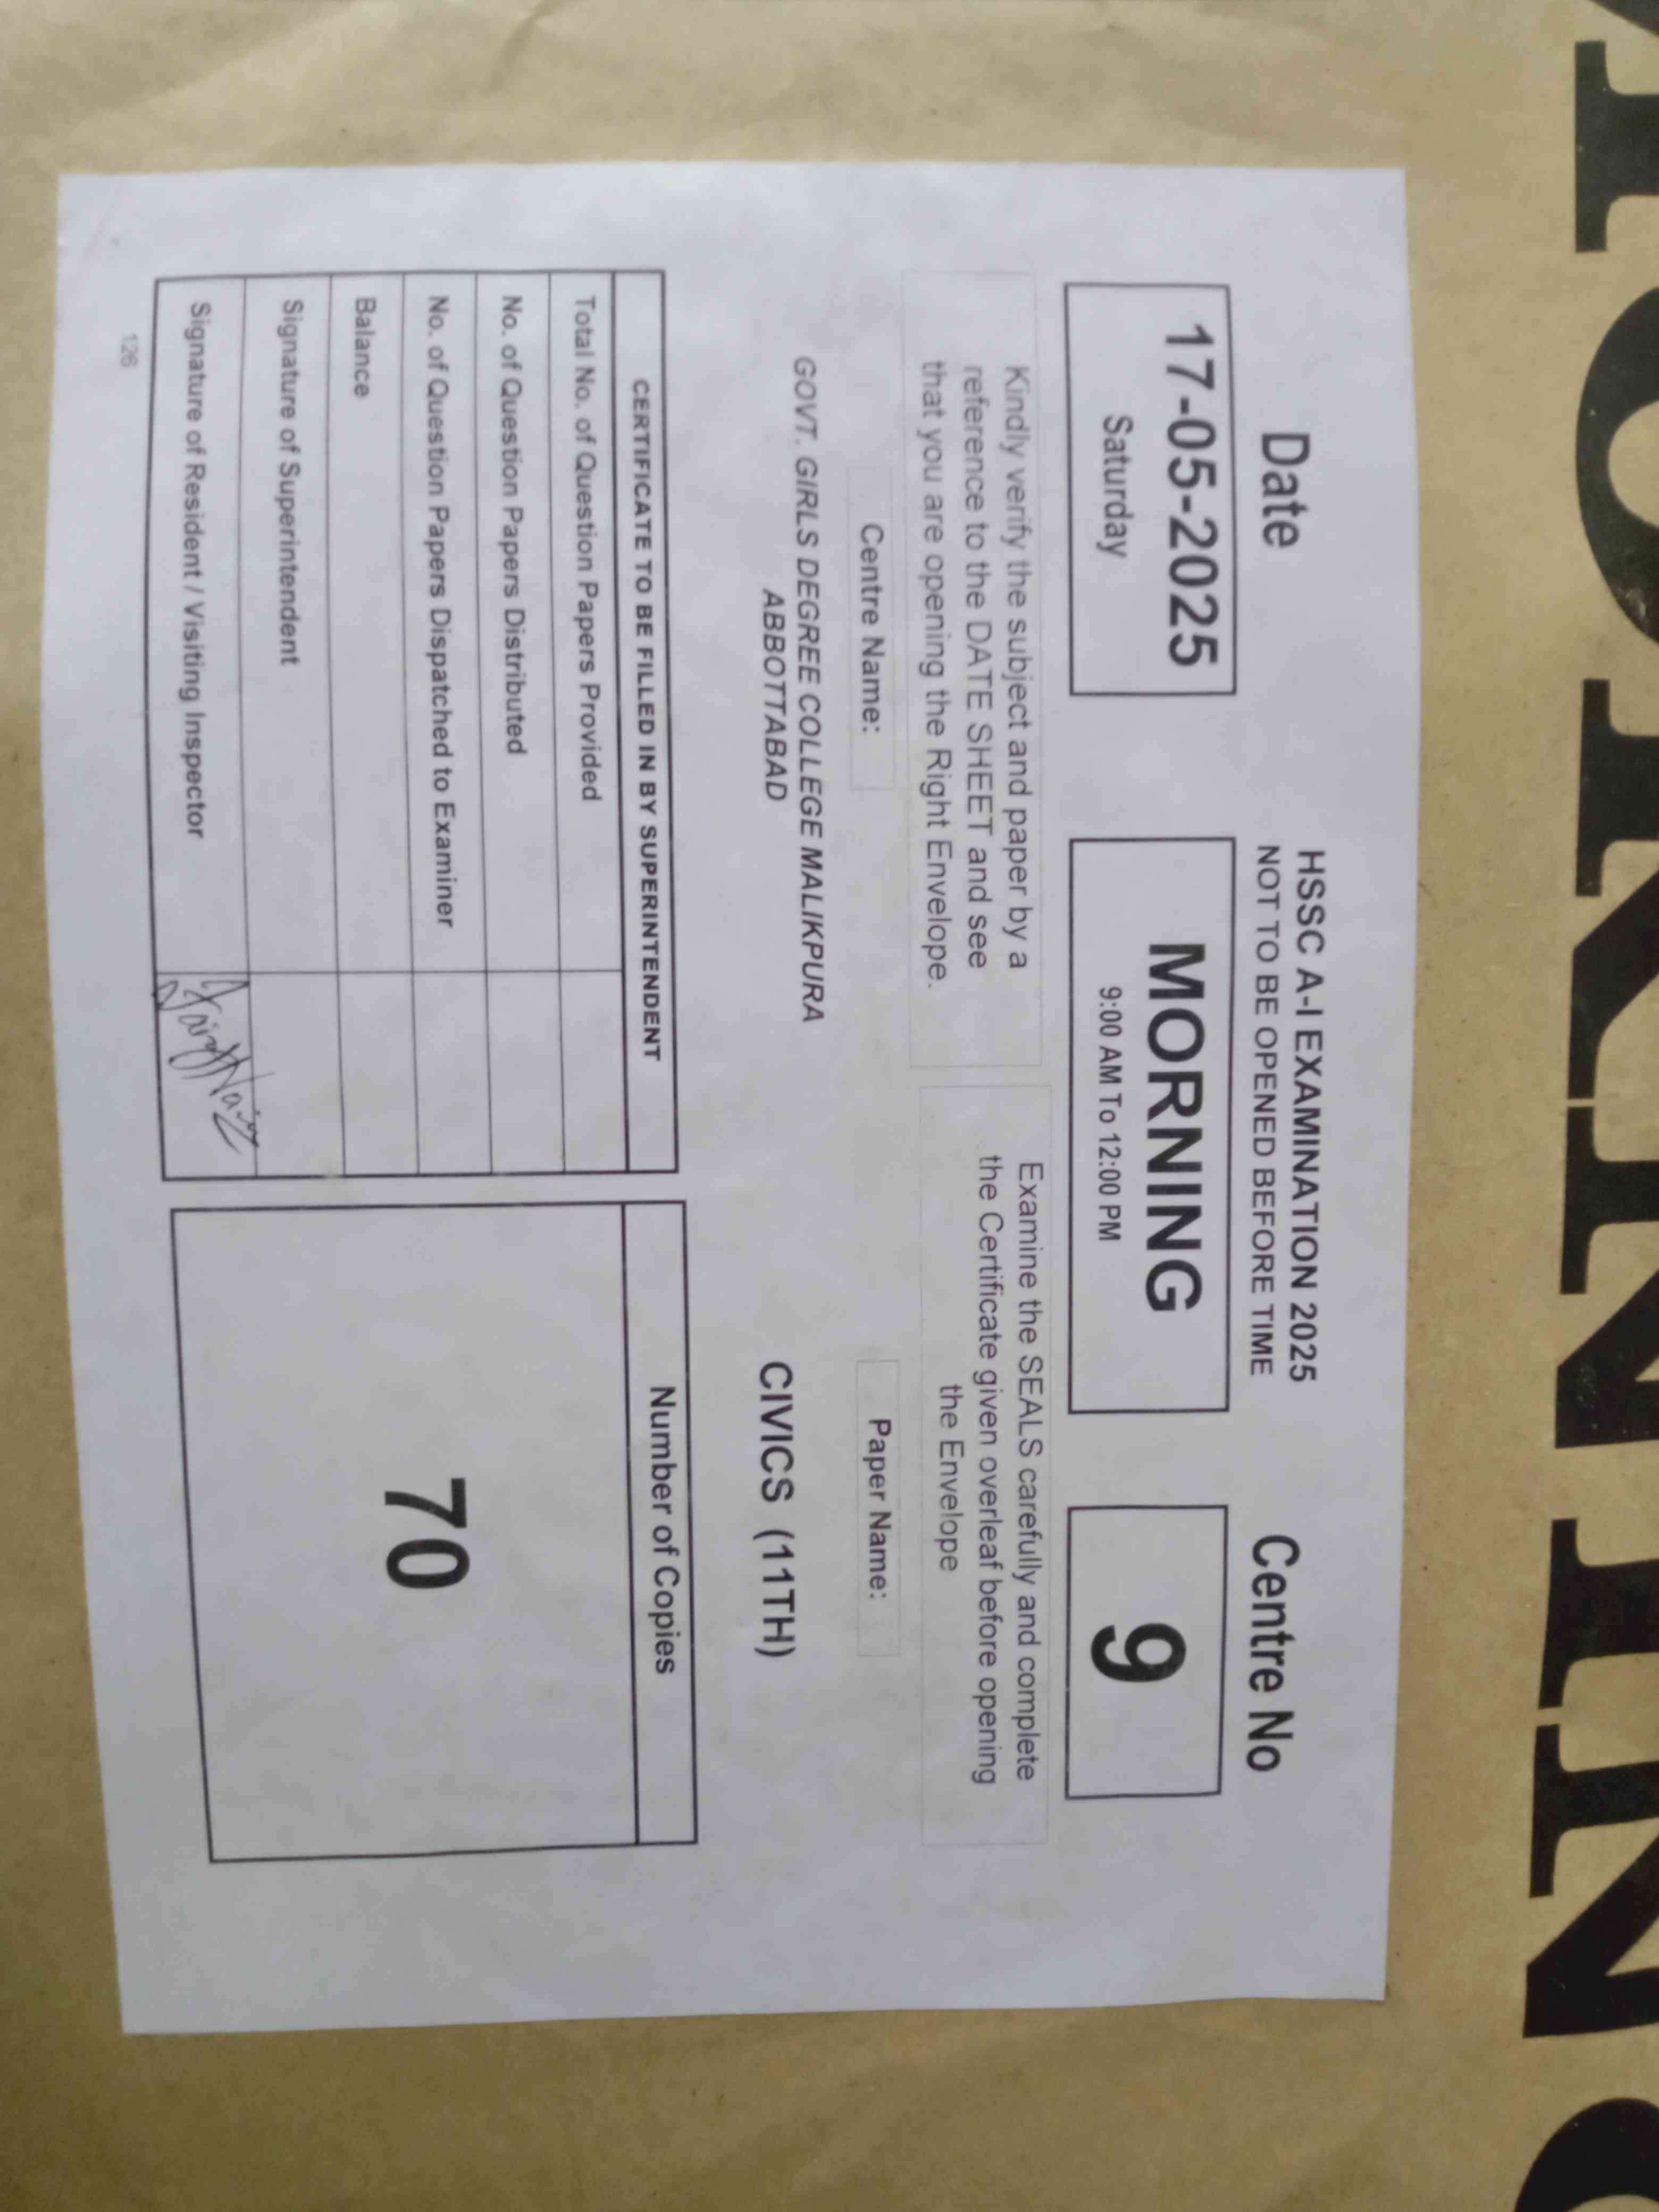 MORNING
HSSC A-I EXAMINATION 2025
NOT TO BE OPENED BEFORE TIME
Date
17-05-2025
Saturday
MORNING
9:00 AM To 12:00 PM
Centre No
9
Kindly verify the subject and paper by a
reference to the DATE SHEET and see
that you are opening the Right Envelope.
Examine the SEALS carefully and complete
the Certificate given overleaf before opening
the Envelope
Centre Name:
GOVT. GIRLS DEGREE COLLEGE MALIKPURA
ABBOTTABAD
Paper Name:
CIVICS (11TH)
CERTIFICATE TO BE FILLED IN BY SUPERINTENDENT
Total No. of Question Papers Provided
No. of Question Papers Distributed
No. of Question Papers Dispatched to Examiner
Balance
Signature of Superintendent
Signature of Resident / Visiting Inspector
Number of Copies
70
126